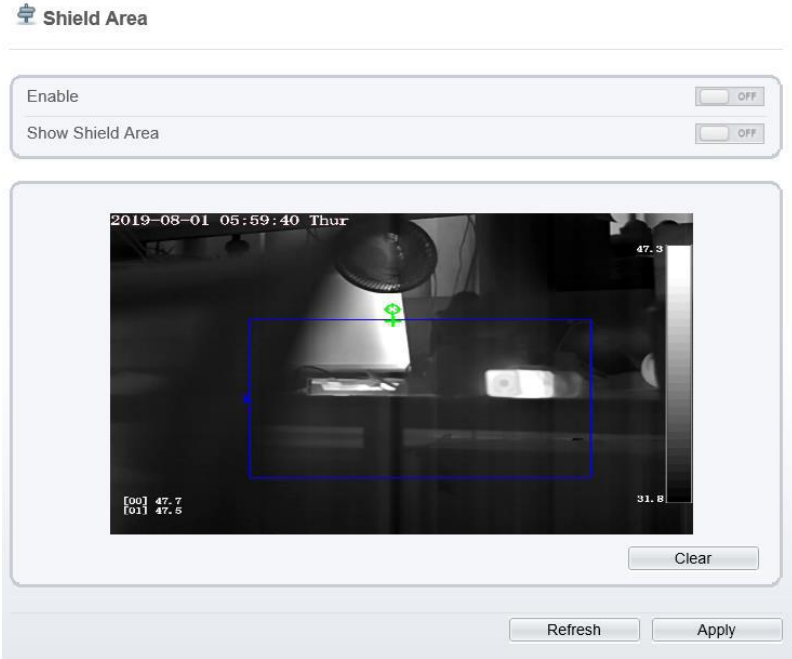 Shield Area
Enable OFF
Show Shield Area OFF
2019-08-01 05:59:40 Thur
47.3
[00] 47.7
[01] 47.5
31.8
Clear
Refresh Apply